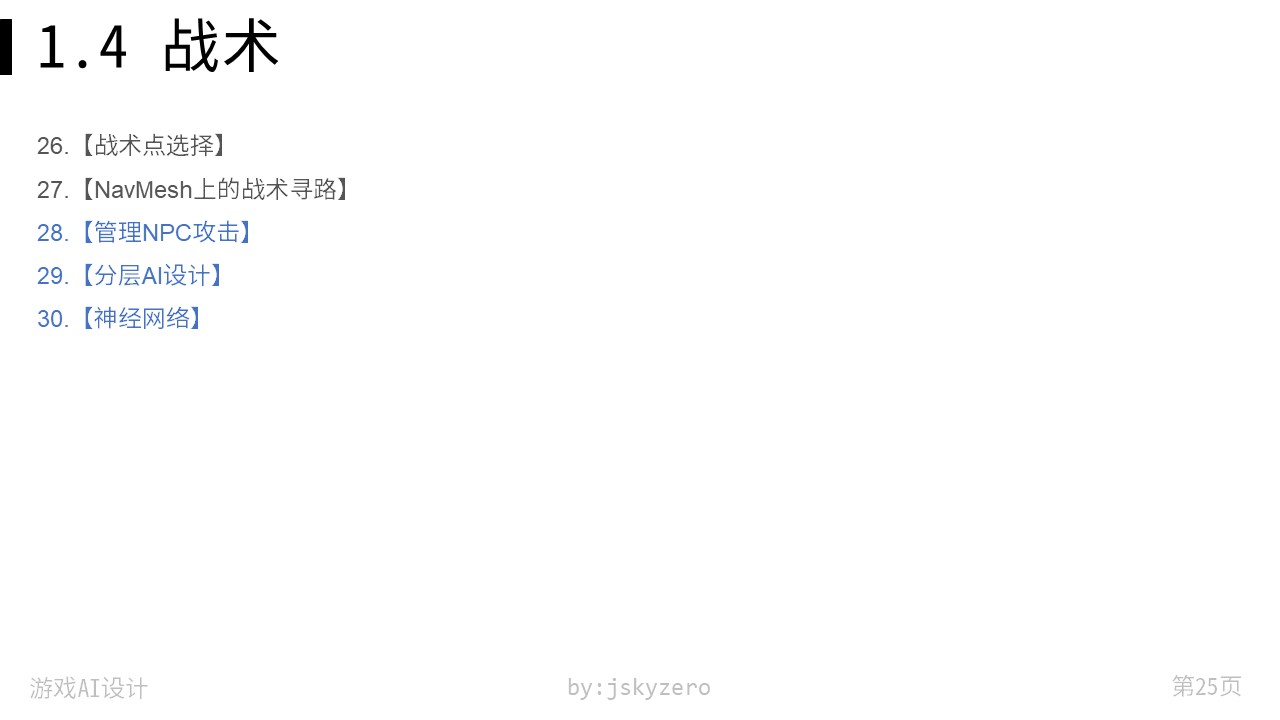 1.4 战术
26.【战术点选择】
27.【NavMesh上的战术寻路】
28.【管理NPC攻击】
29.【分层AI设计】
30.【神经网络】
游戏AI设计
by:jskyzero
第25页